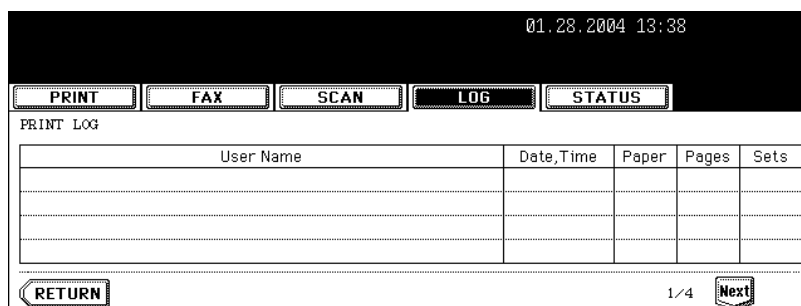 01.28.2004 13:38
PRINT FAX SCAN LOG STATUS
PRINT LOG
User Name Date,Time Paper Pages Sets
RETURN 1/4 Next